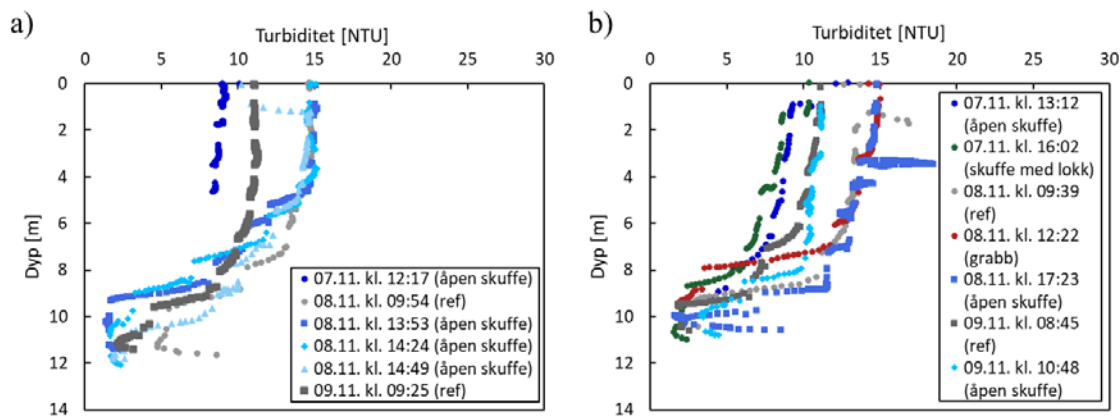 a)
Turbiditet [NTU]
0 5 10 15 20 25 30
0
2
4
6
8
10
12
14
Dyp [m]
07.11. kl. 12:17 (åpen skuffe)
08.11. kl. 09:54 (ref)
08.11. kl. 13:53 (åpen skuffe)
08.11. kl. 14:24 (åpen skuffe)
08.11. kl. 14:49 (åpen skuffe)
09.11. kl. 09:25 (ref)
b)
Turbiditet [NTU]
0 5 10 15 20 25 30
0
2
4
6
8
10
12
14
Dyp [m]
07.11. kl. 13:12
(åpen skuffe)
07.11. kl. 16:02
(skuffe med lokk)
08.11. kl. 09:39
(ref)
08.11. kl. 12:22
(grabb)
08.11. kl. 17:23
(åpen skuffe)
09.11. kl. 08:45
(ref)
09.11. kl. 10:48
(åpen skuffe)